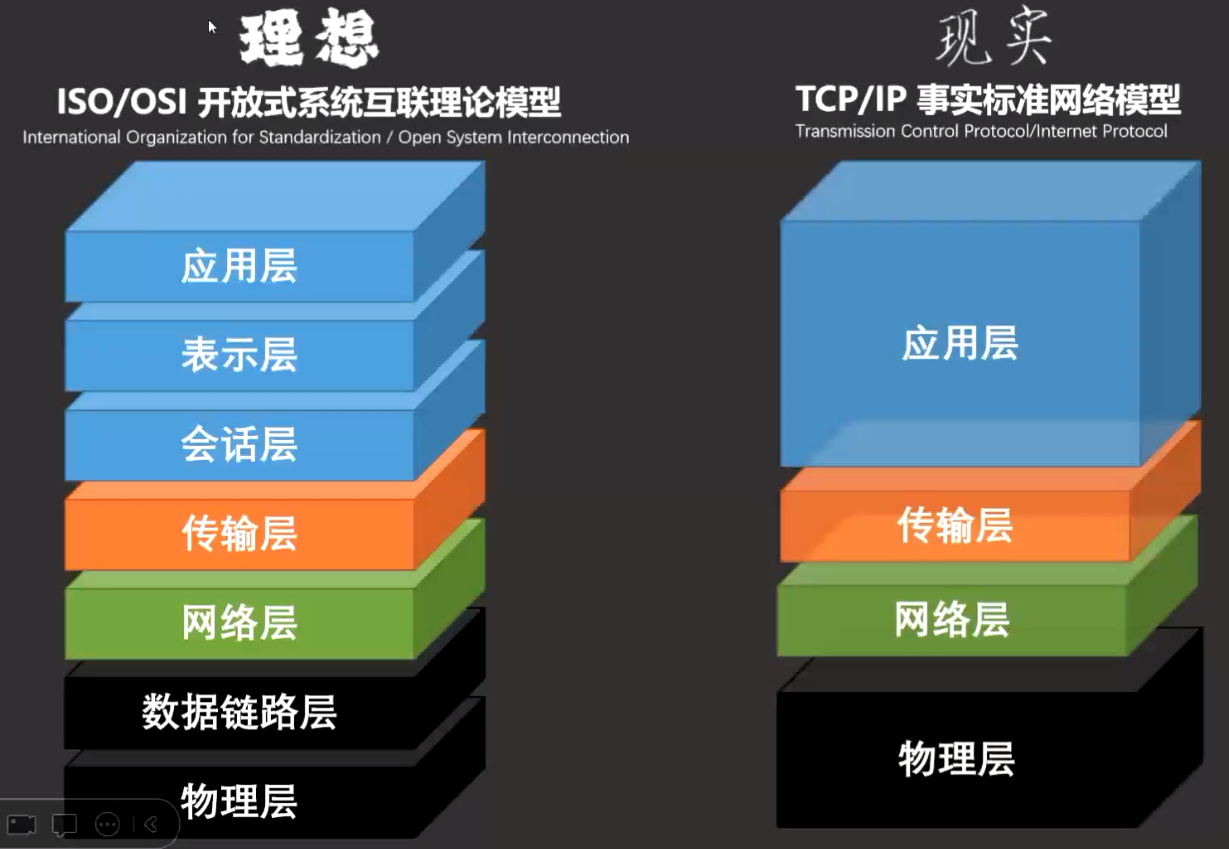 理想
ISO/OSI 开放式系统互联理论模型
International Organization for Standardization / Open System Interconnection
应用层
表示层
会话层
传输层
网络层
数据链路层
物理层
现实
TCP/IP 事实标准网络模型
Transmission Control Protocol/Internet Protocol
应用层
传输层
网络层
物理层